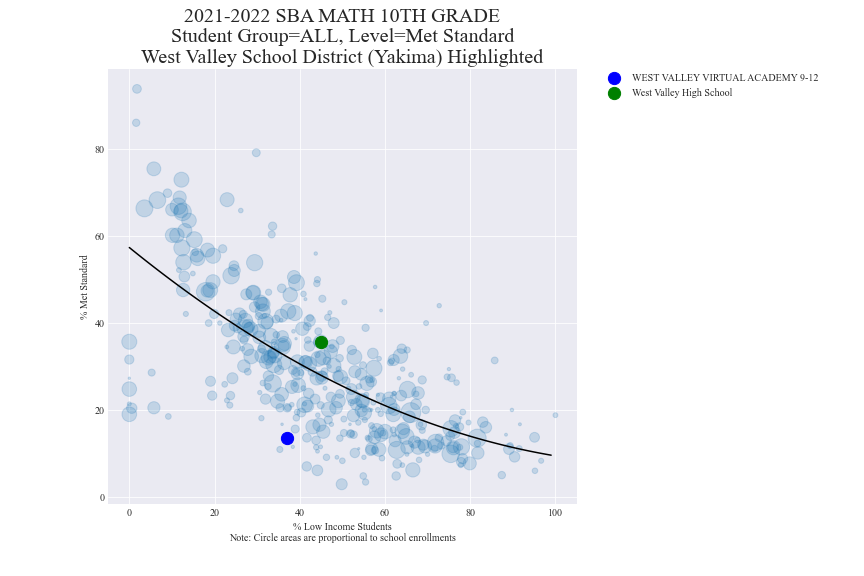 2021-2022 SBA MATH 10TH GRADE
Student Group=ALL, Level=Met Standard
West Valley School District (Yakima) Highlighted
WEST VALLEY VIRTUAL ACADEMY 9-12
West Valley High School
80
60
40
20
0
% Met Standard
0 20 40 60 80 100
% Low Income Students
Note: Circle areas are proportional to school enrollments